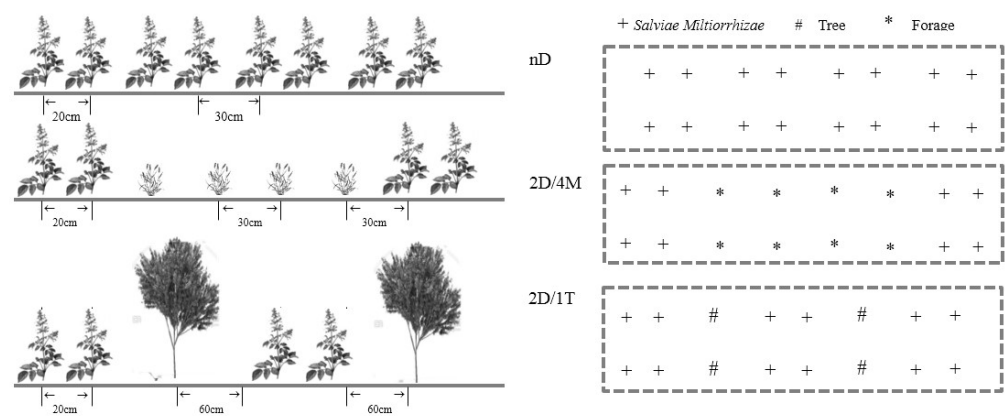 + Salviae Miltiorrhizae # Tree * Forage
nD
+ + + + + + + +
+ + + + + + + +
20cm 30cm
2D/4M
+ + * * * * + +
+ + * * * * + +
20cm 30cm 30cm
2D/1T
+ + # + + # + +
+ + # + + # + +
20cm 60cm 60cm